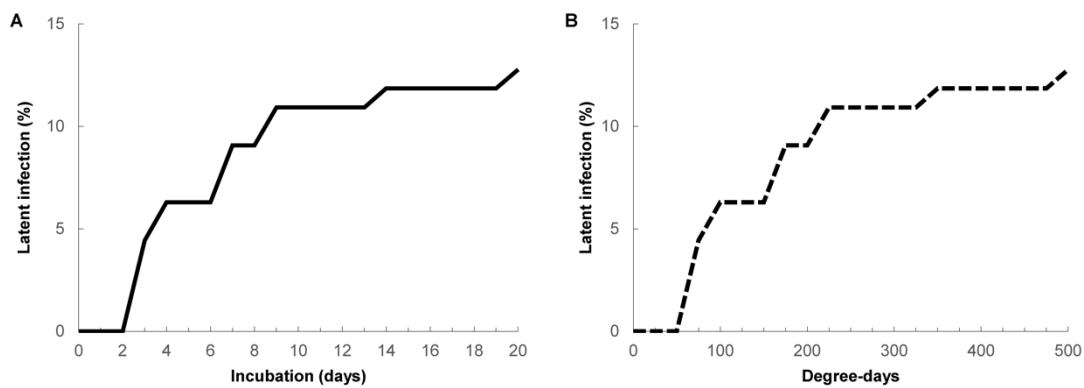 A
15
10
5
0
Latent infection (%)
0 2 4 6 8 10 12 14 16 18 20
Incubation (days)
B
15
10
5
0
Latent infection (%)
0 100 200 300 400 500
Degree-days